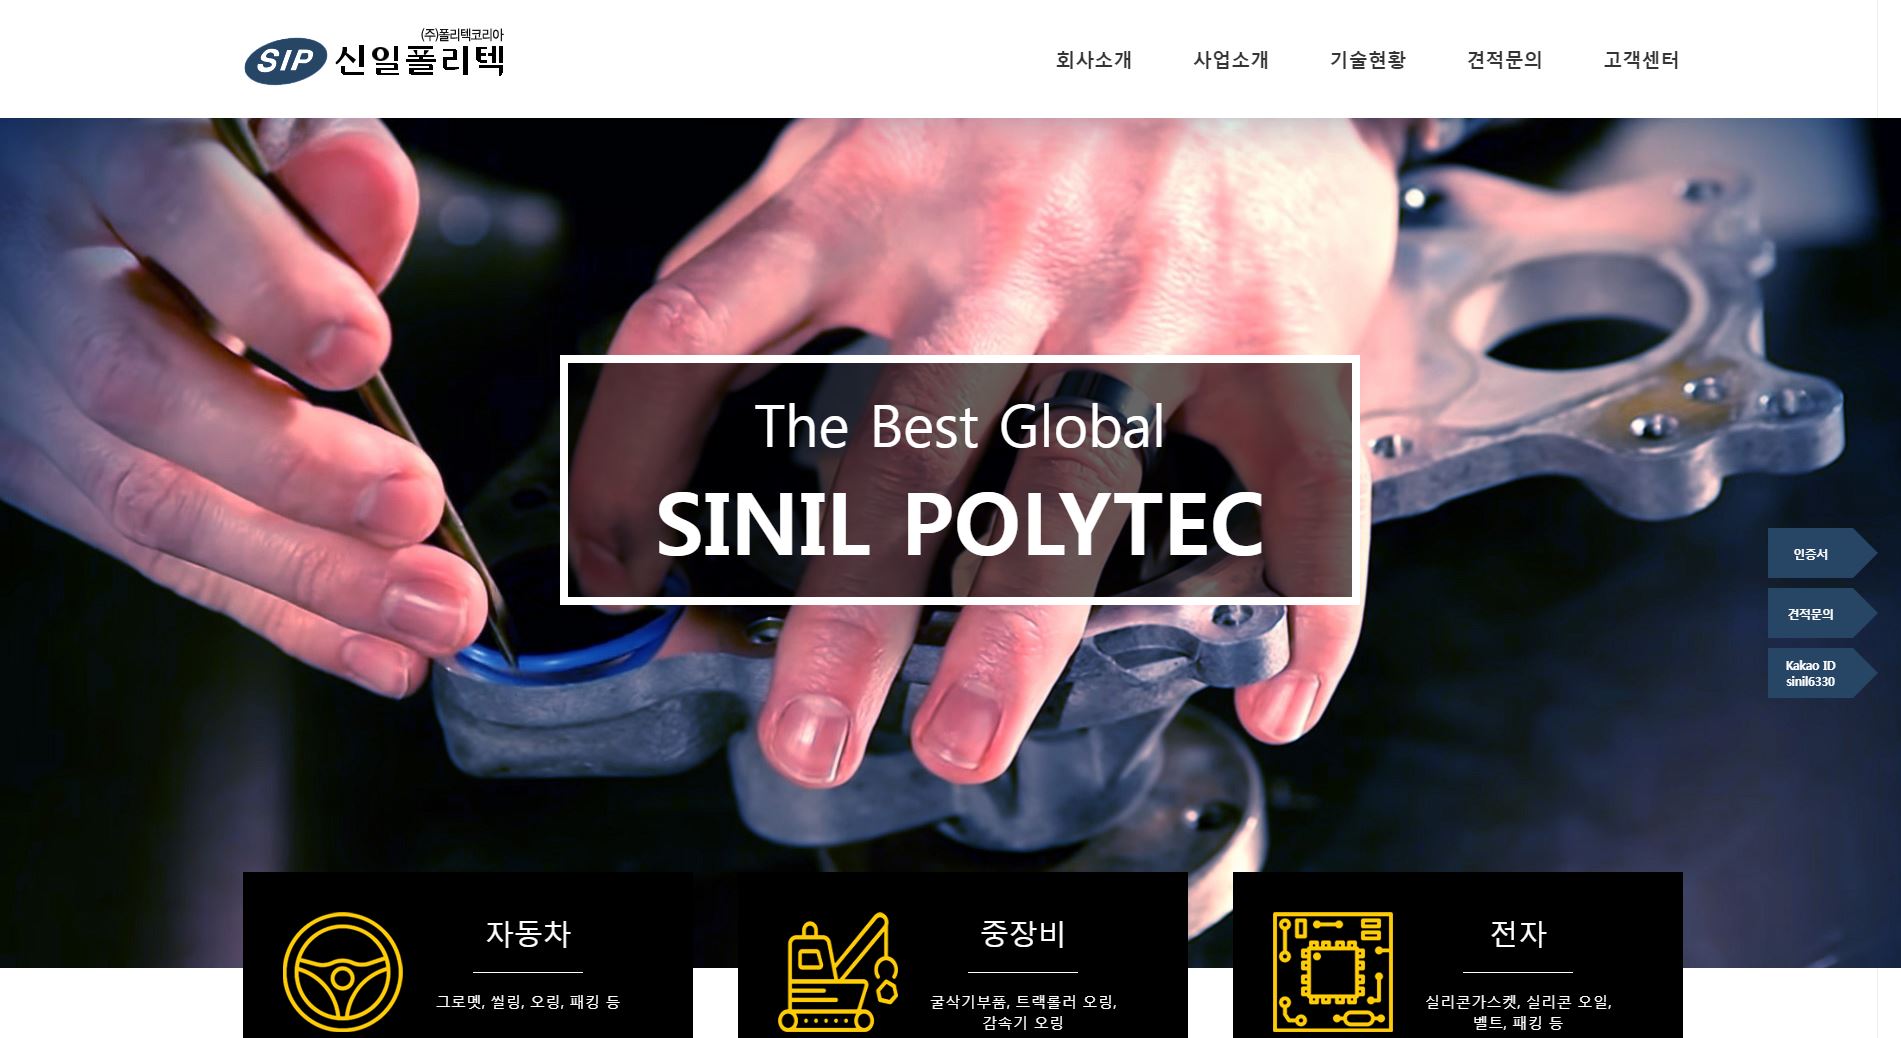 (주)폴리텍코리아
SIP 신일폴리텍
회사소개 사업소개 기술현황 견적문의 고객센터
The Best Global
SINIL POLYTEC
인증서
견적문의
Kakao ID
sinil6330
자동차
그로멧, 씰링, 오링, 패킹 등
중장비
굴삭기부품, 트랙롤러 오링,
감속기 오링
전자
실리콘가스켓, 실리콘 오일,
벨트, 패킹 등